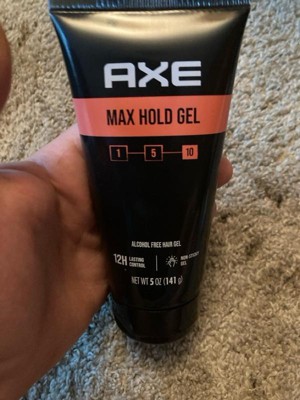 AXE
MAX HOLD GEL
1 5 10
ALCOHOL FREE HAIR GEL
12H LASTING CONTROL
NON STICKY GEL
NET WT 5 OZ (141 g)